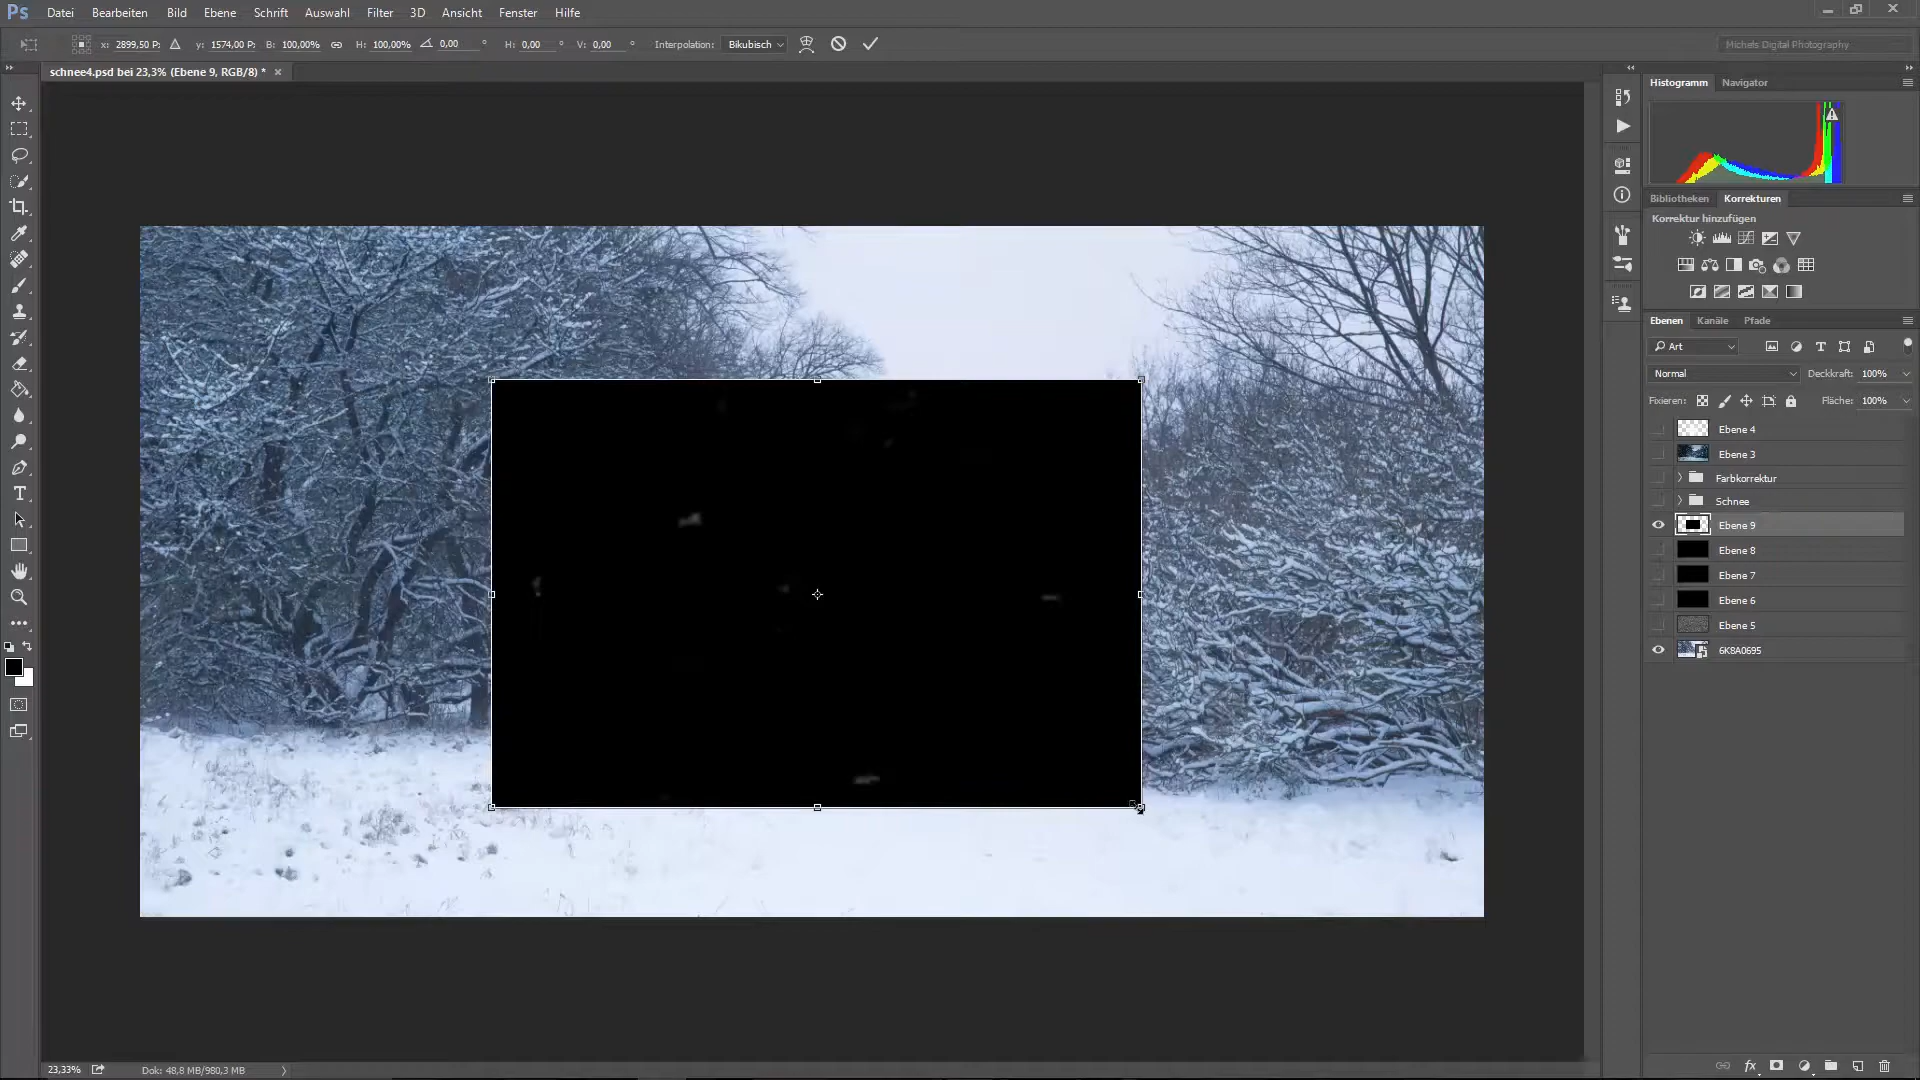 Ps Datei Bearbeiten Bild Ebene Schrift Auswahl Filter 3D Ansicht Fenster Hilfe
x: 2899,50 P: y: 1574,00 P: B: 100,00% H: 100,00% 0,00 ° H: 0,00 ° V: 0,00 ° Interpolation: Bikubisch
Michels Digital Photography
schnee4.psd bei 23,3% (Ebene 9, RGB/8) *
Histogramm Navigator
Bibliotheken Korrekturen
Korrektur hinzufügen
Ebenen Kanäle Pfade
Art
Normal Deckkraft: 100%
Fixieren: Fläche: 100%
Ebene 4
Ebene 3
Farbkorrektur
Schnee
Ebene 9
Ebene 8
Ebene 7
Ebene 6
Ebene 5
6K8A0695
23,33% Dok: 48,8 MB/980,3 MB
fx